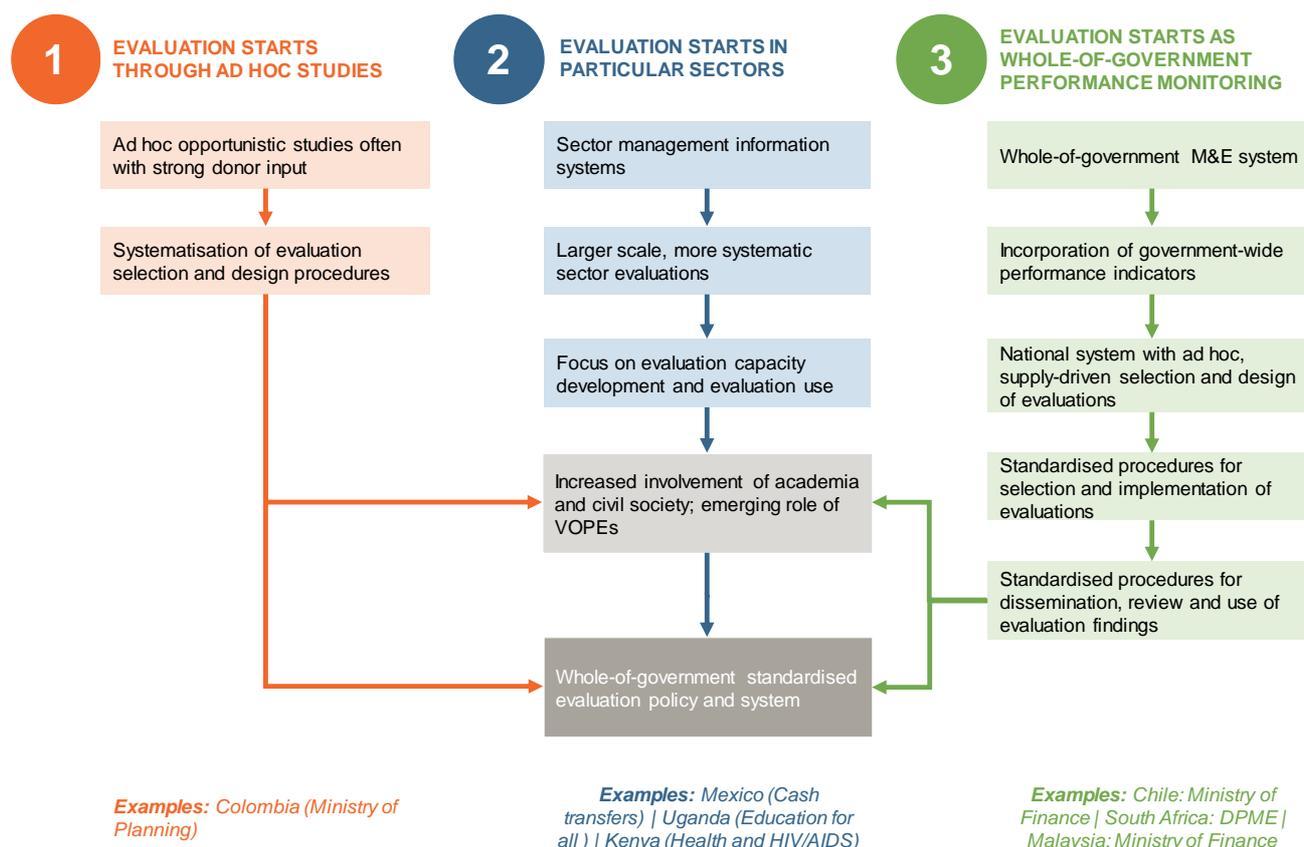 1
EVALUATION STARTS
THROUGH AD HOC STUDIES
Ad hoc opportunistic studies often
with strong donor input
Systematisation of evaluation
selection and design procedures
Examples: Colombia (Ministry of
Planning)
2
EVALUATION STARTS IN
PARTICULAR SECTORS
Sector management information
systems
Larger scale, more systematic
sector evaluations
Focus on evaluation capacity
development and evaluation use
Increased involvement of academia
and civil society; emerging role of
VOPEs
Whole-of-government standardised
evaluation policy and system
Examples: Mexico (Cash
transfers) | Uganda (Education for
all ) | Kenya (Health and HIV/AIDS)
3
EVALUATION STARTS AS
WHOLE-OF-GOVERNMENT
PERFORMANCE MONITORING
Whole-of-government M&E system
Incorporation of government-wide
performance indicators
National system with ad hoc,
supply-driven selection and design
of evaluations
Standardised procedures for
selection and implementation of
evaluations
Standardised procedures for
dissemination, review and use of
evaluation findings
Examples: Chile: Ministry of
Finance | South Africa: DPME |
Malaysia: Ministry of Finance